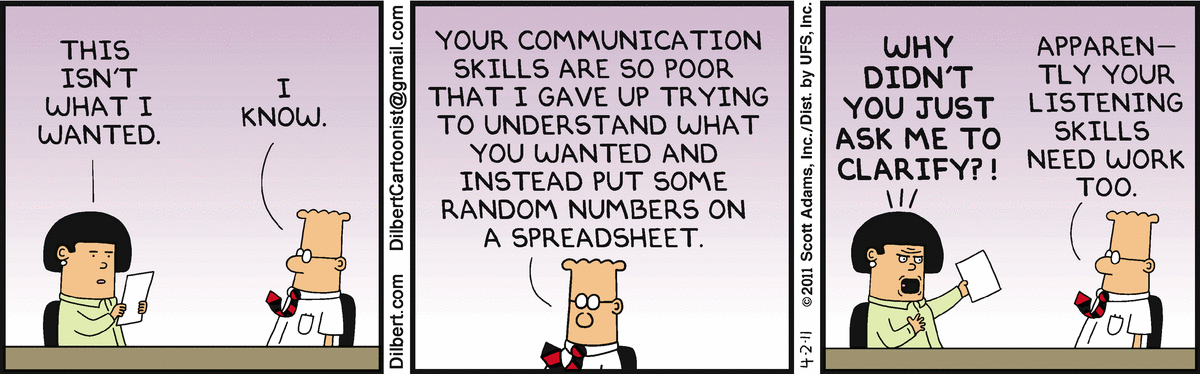 THIS
ISN'T
WHAT I
WANTED.
I
KNOW.
DilbertCartoonist@gmail.com
Dilbert.com
YOUR COMMUNICATION
SKILLS ARE SO POOR
THAT I GAVE UP TRYING
TO UNDERSTAND WHAT
YOU WANTED AND
INSTEAD PUT SOME
RANDOM NUMBERS ON
A SPREADSHEET.
4-2-11 ©2011 Scott Adams, Inc./Dist. by UFS, Inc.
WHY
DIDN'T
YOU JUST
ASK ME TO
CLARIFY?!
APPAREN–
TLY YOUR
LISTENING
SKILLS
NEED WORK
TOO.